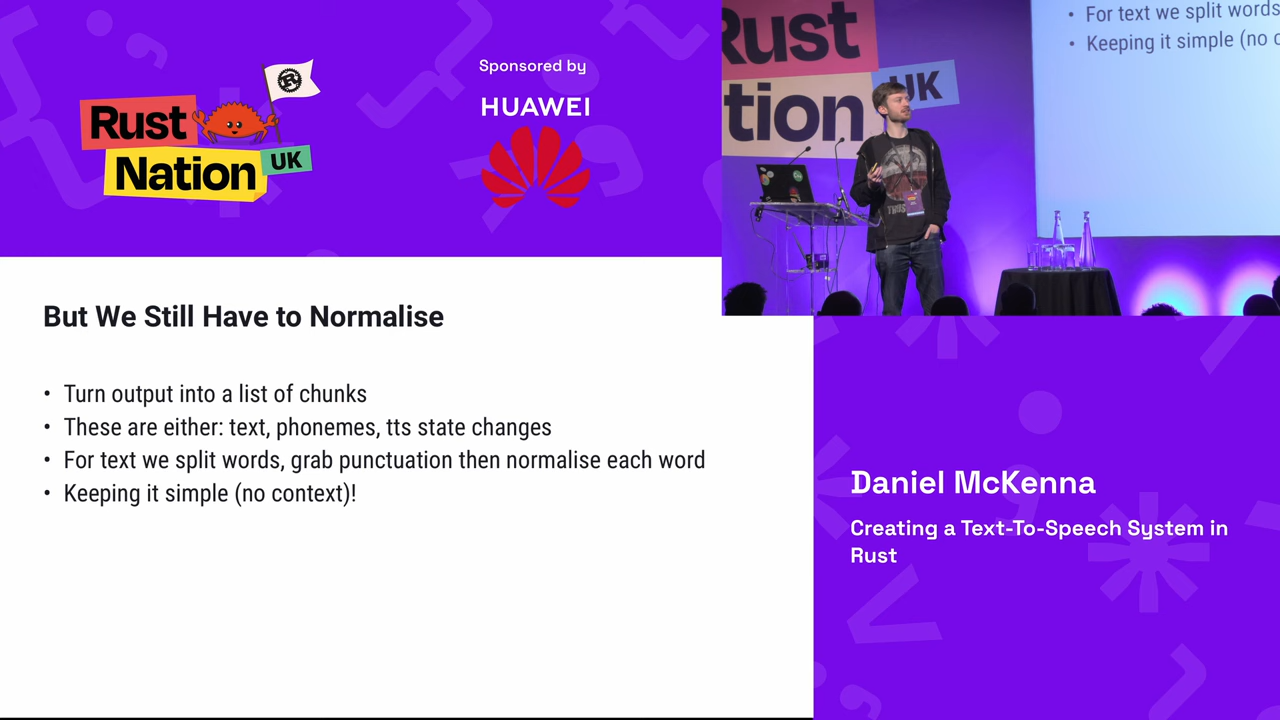 Rust
Nation
UK
Sponsored by
HUAWEI
But We Still Have to Normalise
• Turn output into a list of chunks
• These are either: text, phonemes, tts state changes
• For text we split words, grab punctuation then normalise each word
• Keeping it simple (no context)!
Rust
tion
UK
• For text we split words
• Keeping it simple (no c
Daniel McKenna
Creating a Text-To-Speech System in
Rust